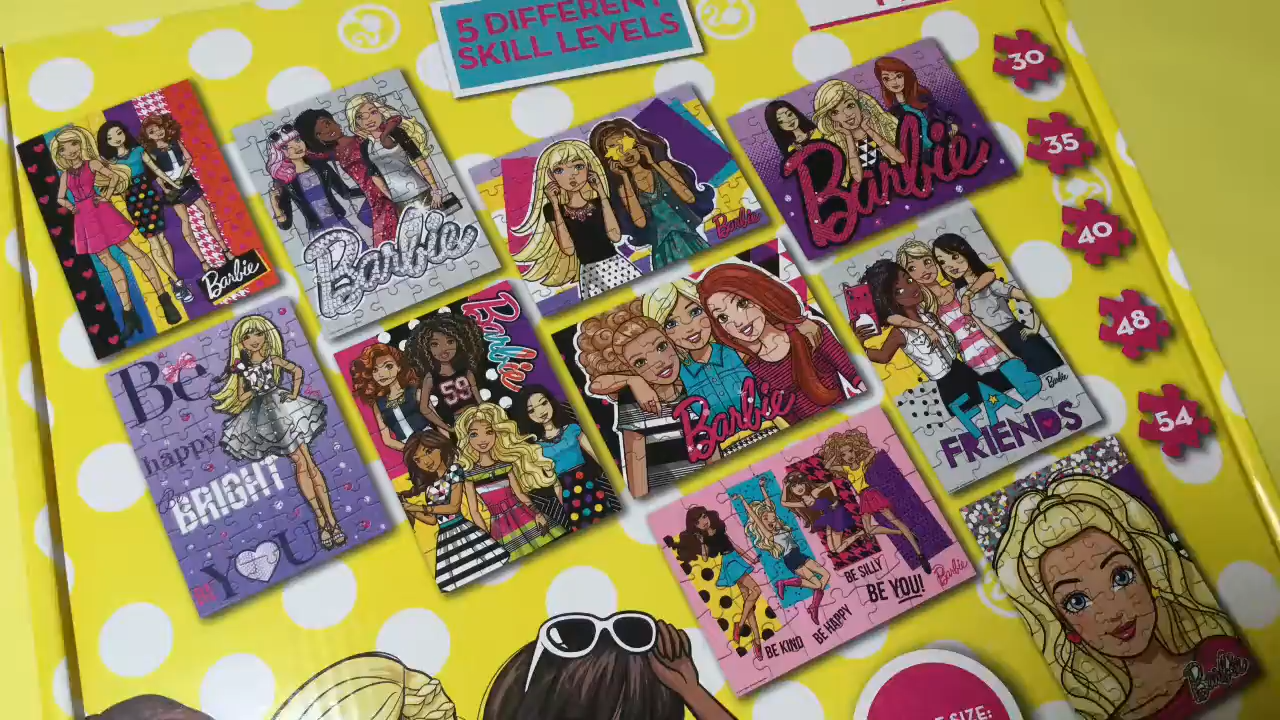 5 DIFFERENT
SKILL LEVELS
30
35
40
48
54
Barbie
Barbie
Barbie
Barbie
Be
happy
Be
BRIGHT
BE
YOU
Barbie
59
Barbie
FAB
Barbie
FRIENDS
BE KIND
BE HAPPY
BE SILLY
BE YOU!
Barbie
Barbie
SIZE: